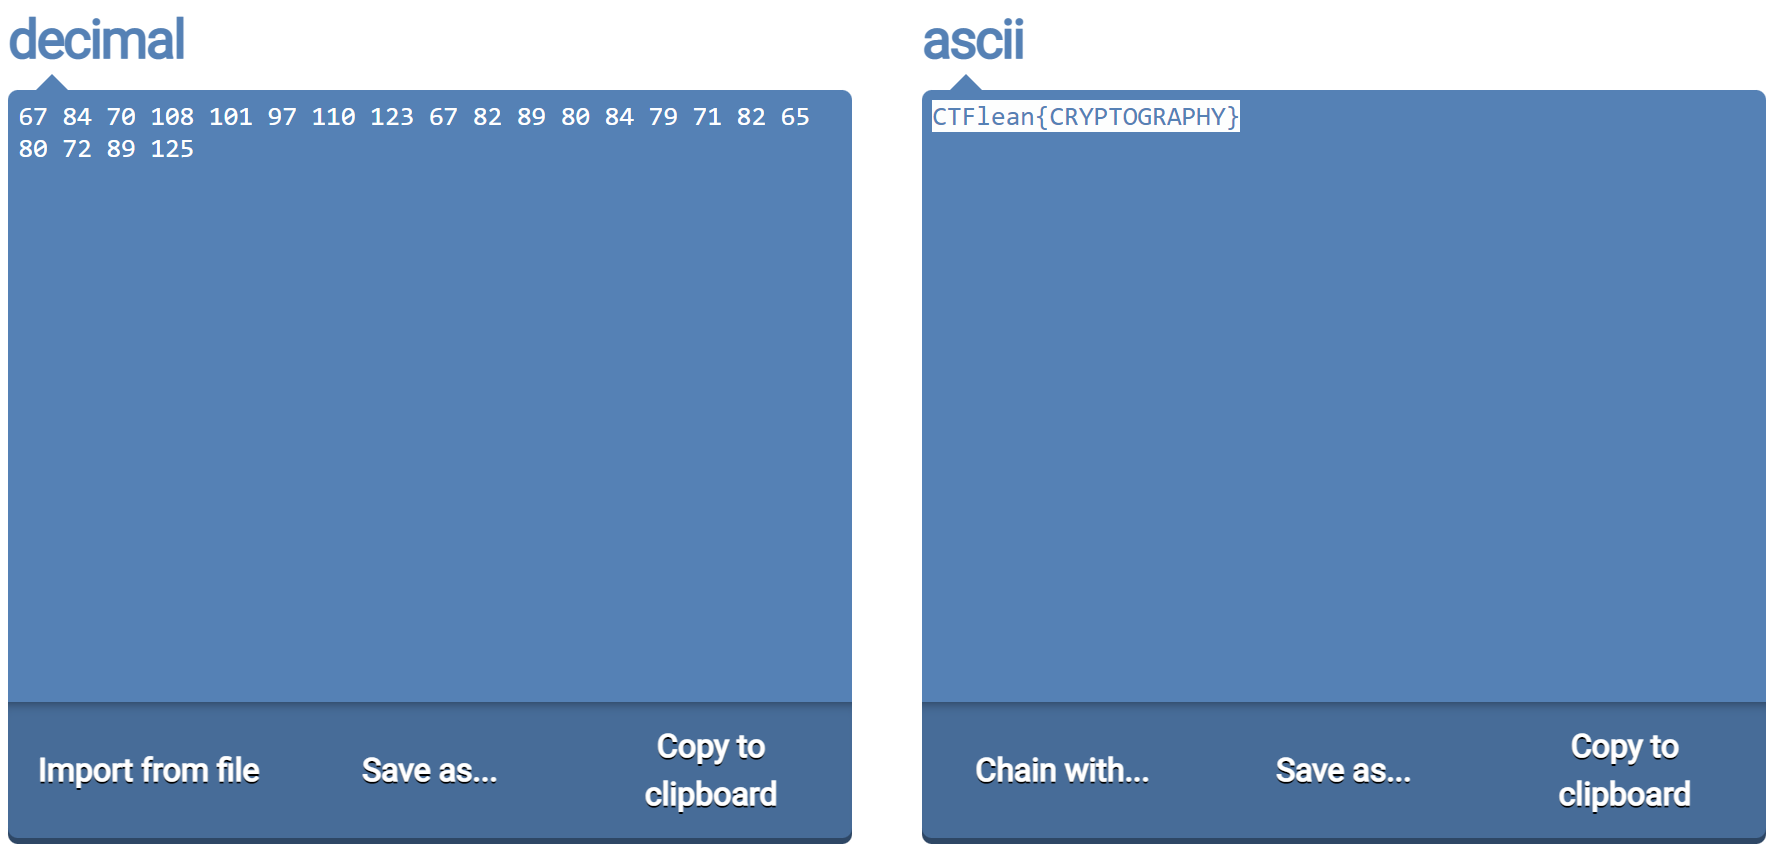 decimal
67 84 70 108 101 97 110 123 67 82 89 80 84 79 71 82 65
80 72 89 125
Import from file
Save as...
Copy to
clipboard
ascii
CTFlean{CRYPTOGRAPHY}
Chain with...
Save as...
Copy to
clipboard